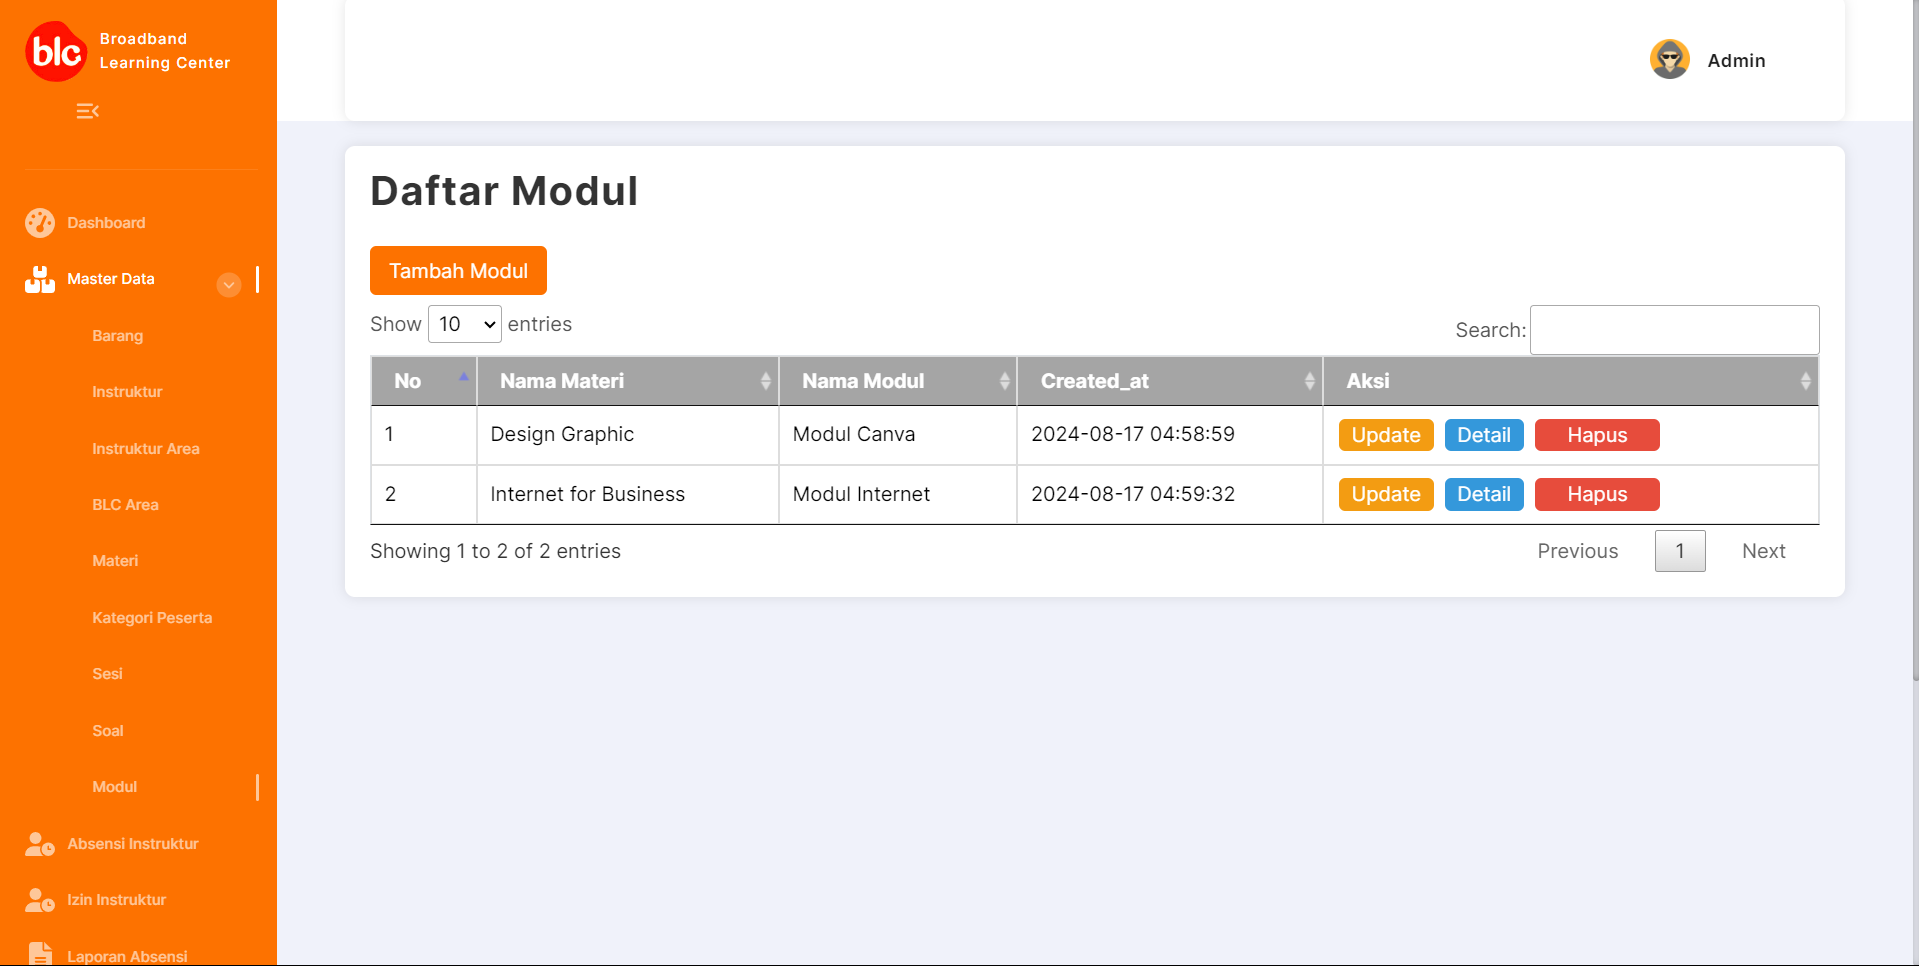 blc
Broadband
Learning Center
Admin
Dashboard
Master Data
Barang
Instruktur
Instruktur Area
BLC Area
Materi
Kategori Peserta
Sesi
Soal
Modul
Absensi Instruktur
Izin Instruktur
Laporan Absensi
Daftar Modul
Tambah Modul
Show 10 entries
Search:
No Nama Materi Nama Modul Created_at Aksi
1 Design Graphic Modul Canva 2024-08-17 04:58:59 Update Detail Hapus
2 Internet for Business Modul Internet 2024-08-17 04:59:32 Update Detail Hapus
Showing 1 to 2 of 2 entries
Previous 1 Next